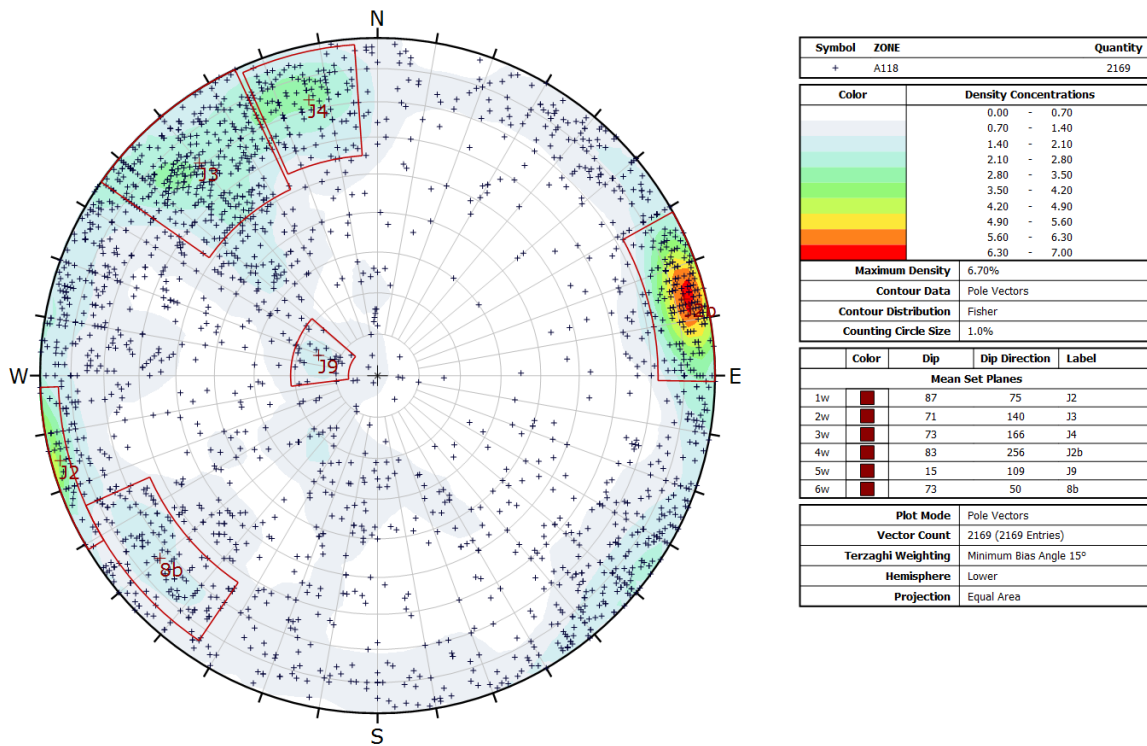 N
J4
J3
J2b
J9
W
E
J2
8b
S
Symbol ZONE Quantity
+ A118 2169
Color Density Concentrations
0.00 - 0.70
0.70 - 1.40
1.40 - 2.10
2.10 - 2.80
2.80 - 3.50
3.50 - 4.20
4.20 - 4.90
4.90 - 5.60
5.60 - 6.30
6.30 - 7.00
Maximum Density 6.70%
Contour Data Pole Vectors
Contour Distribution Fisher
Counting Circle Size 1.0%
Color Dip Dip Direction Label
Mean Set Planes
1w 87 75 J2
2w 71 140 J3
3w 73 166 J4
4w 83 256 J2b
5w 15 109 J9
6w 73 50 8b
Plot Mode Pole Vectors
Vector Count 2169 (2169 Entries)
Terzaghi Weighting Minimum Bias Angle 15º
Hemisphere Lower
Projection Equal Area